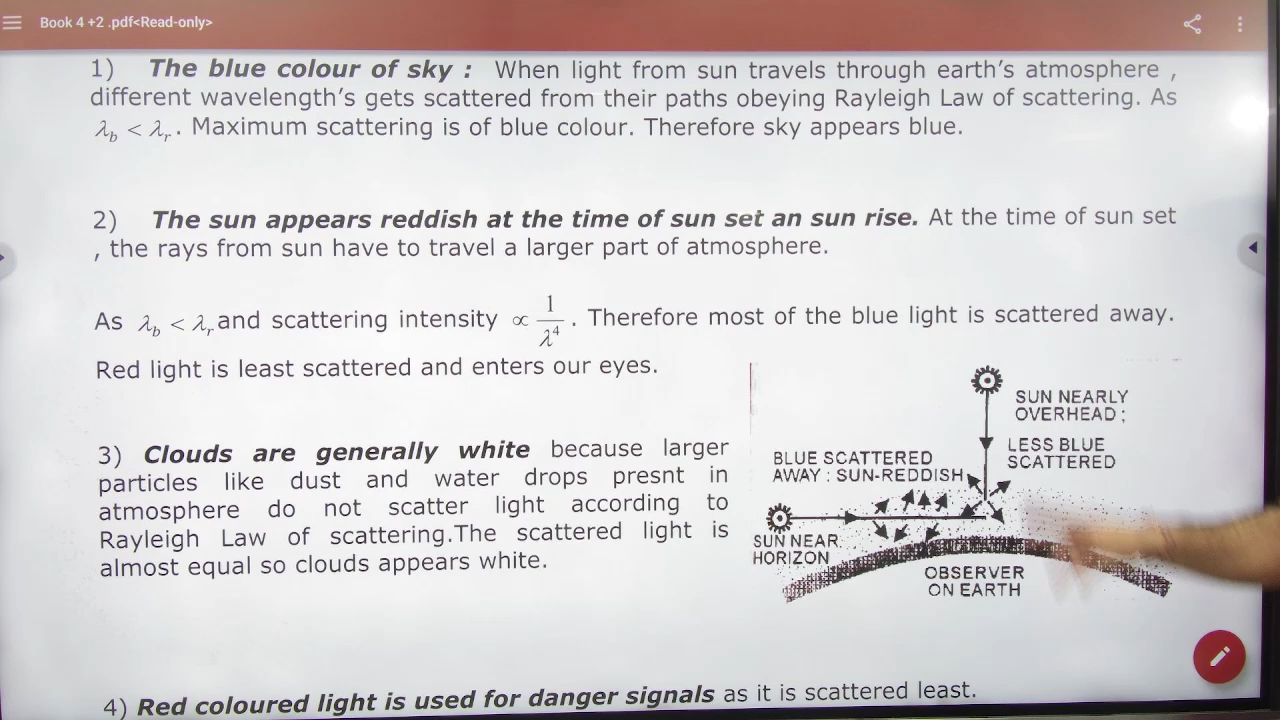 Book 4 +2 .pdf<Read-only>
1) The blue colour of sky : When light from sun travels through earth's atmosphere ,
different wavelength's gets scattered from their paths obeying Rayleigh Law of scattering. As
λb < λr. Maximum scattering is of blue colour. Therefore sky appears blue.
2) The sun appears reddish at the time of sun set an sun rise. At the time of sun set
, the rays from sun have to travel a larger part of atmosphere.
As λb < λr and scattering intensity ∝ 1/λ⁴. Therefore most of the blue light is scattered away.
Red light is least scattered and enters our eyes.
3) Clouds are generally white because larger
particles like dust and water drops presnt in
atmosphere do not scatter light according to
Rayleigh Law of scattering.The scattered light is
almost equal so clouds appears white.
SUN NEARLY
OVERHEAD ;
LESS BLUE
SCATTERED
BLUE SCATTERED
AWAY : SUN-REDDISH
SUN NEAR
HORIZON
OBSERVER
ON EARTH
4) Red coloured light is used for danger signals as it is scattered least.